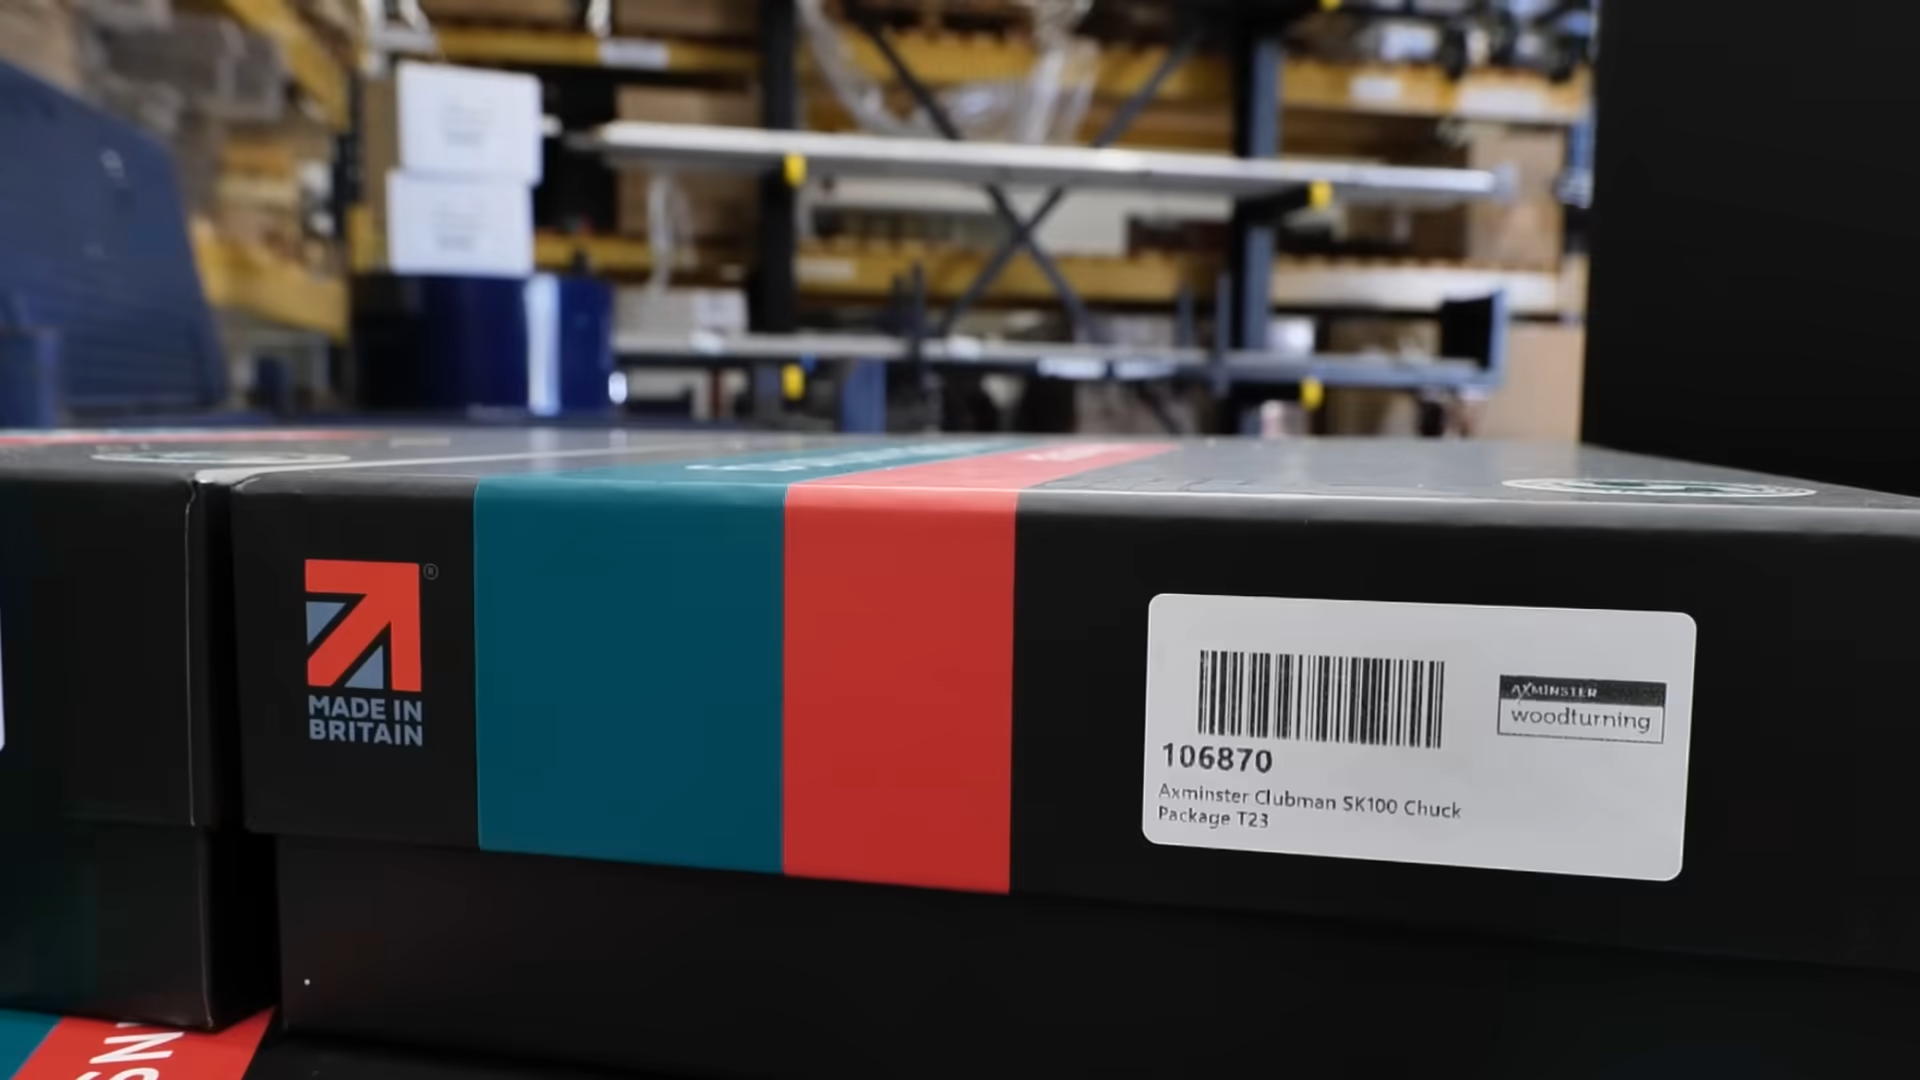 ®
MADE IN
BRITAIN
AXMINSTER
woodturning
106870
Axminster Clubman SK100 Chuck
Package T23